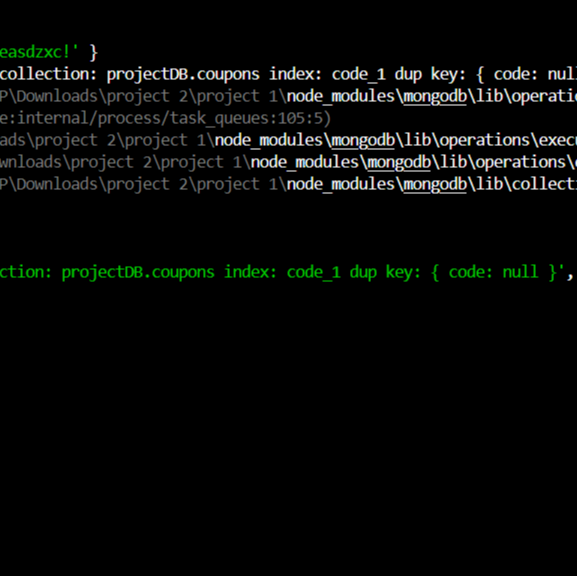 easdzxc!' }
collection: projectDB.coupons index: code_1 dup key: { code: null
P\Downloads\project 2\project 1\node_modules\mongodb\lib\operatio
e:internal/process/task_queues:105:5)
ads\project 2\project 1\node_modules\mongodb\lib\operations\execu
wnloads\project 2\project 1\node_modules\mongodb\lib\operations\
P\Downloads\project 2\project 1\node_modules\mongodb\lib\collecti
ction: projectDB.coupons index: code_1 dup key: { code: null }',